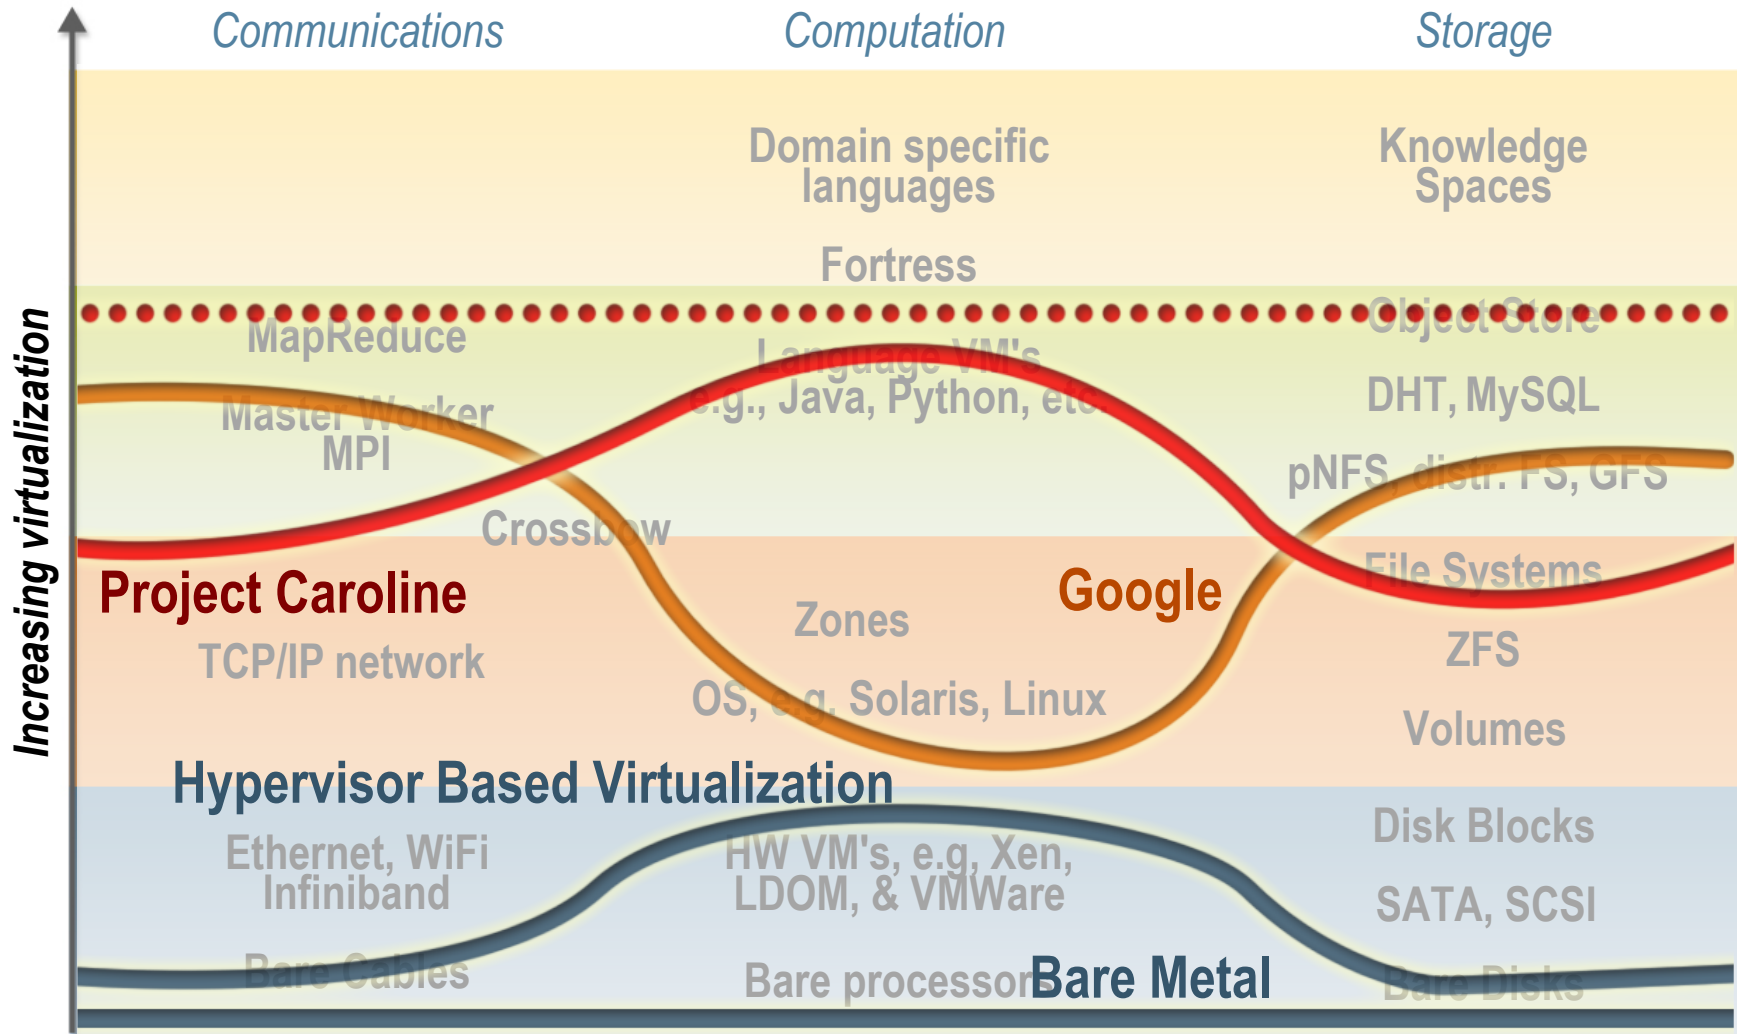 Communications
Computation
Storage
Increasing virtualization
Domain specific
languages
Knowledge
Spaces
Fortress
MapReduce
Object Store
Language VM's
e.g., Java, Python, etc.
Master Worker
MPI
DHT, MySQL
pNFS, distr. FS, GFS
Crossbow
Project Caroline
Google
File Systems
Zones
TCP/IP network
ZFS
OS, e.g. Solaris, Linux
Volumes
Hypervisor Based Virtualization
Ethernet, WiFi
Infiniband
HW VM's, e.g, Xen,
LDOM, & VMWare
Disk Blocks
SATA, SCSI
Bare Cables
Bare processors
Bare Metal
Bare Disks